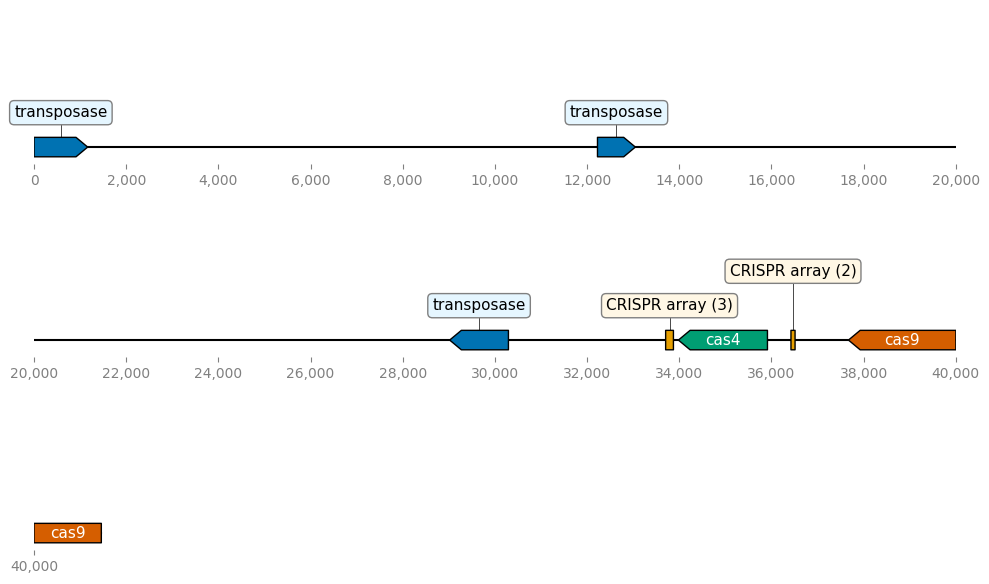 transposase transposase
0 2,000 4,000 6,000 8,000 10,000 12,000 14,000 16,000 18,000 20,000
CRISPR array (2)
transposase CRISPR array (3)
cas4 cas9
20,000 22,000 24,000 26,000 28,000 30,000 32,000 34,000 36,000 38,000 40,000
cas9
40,000